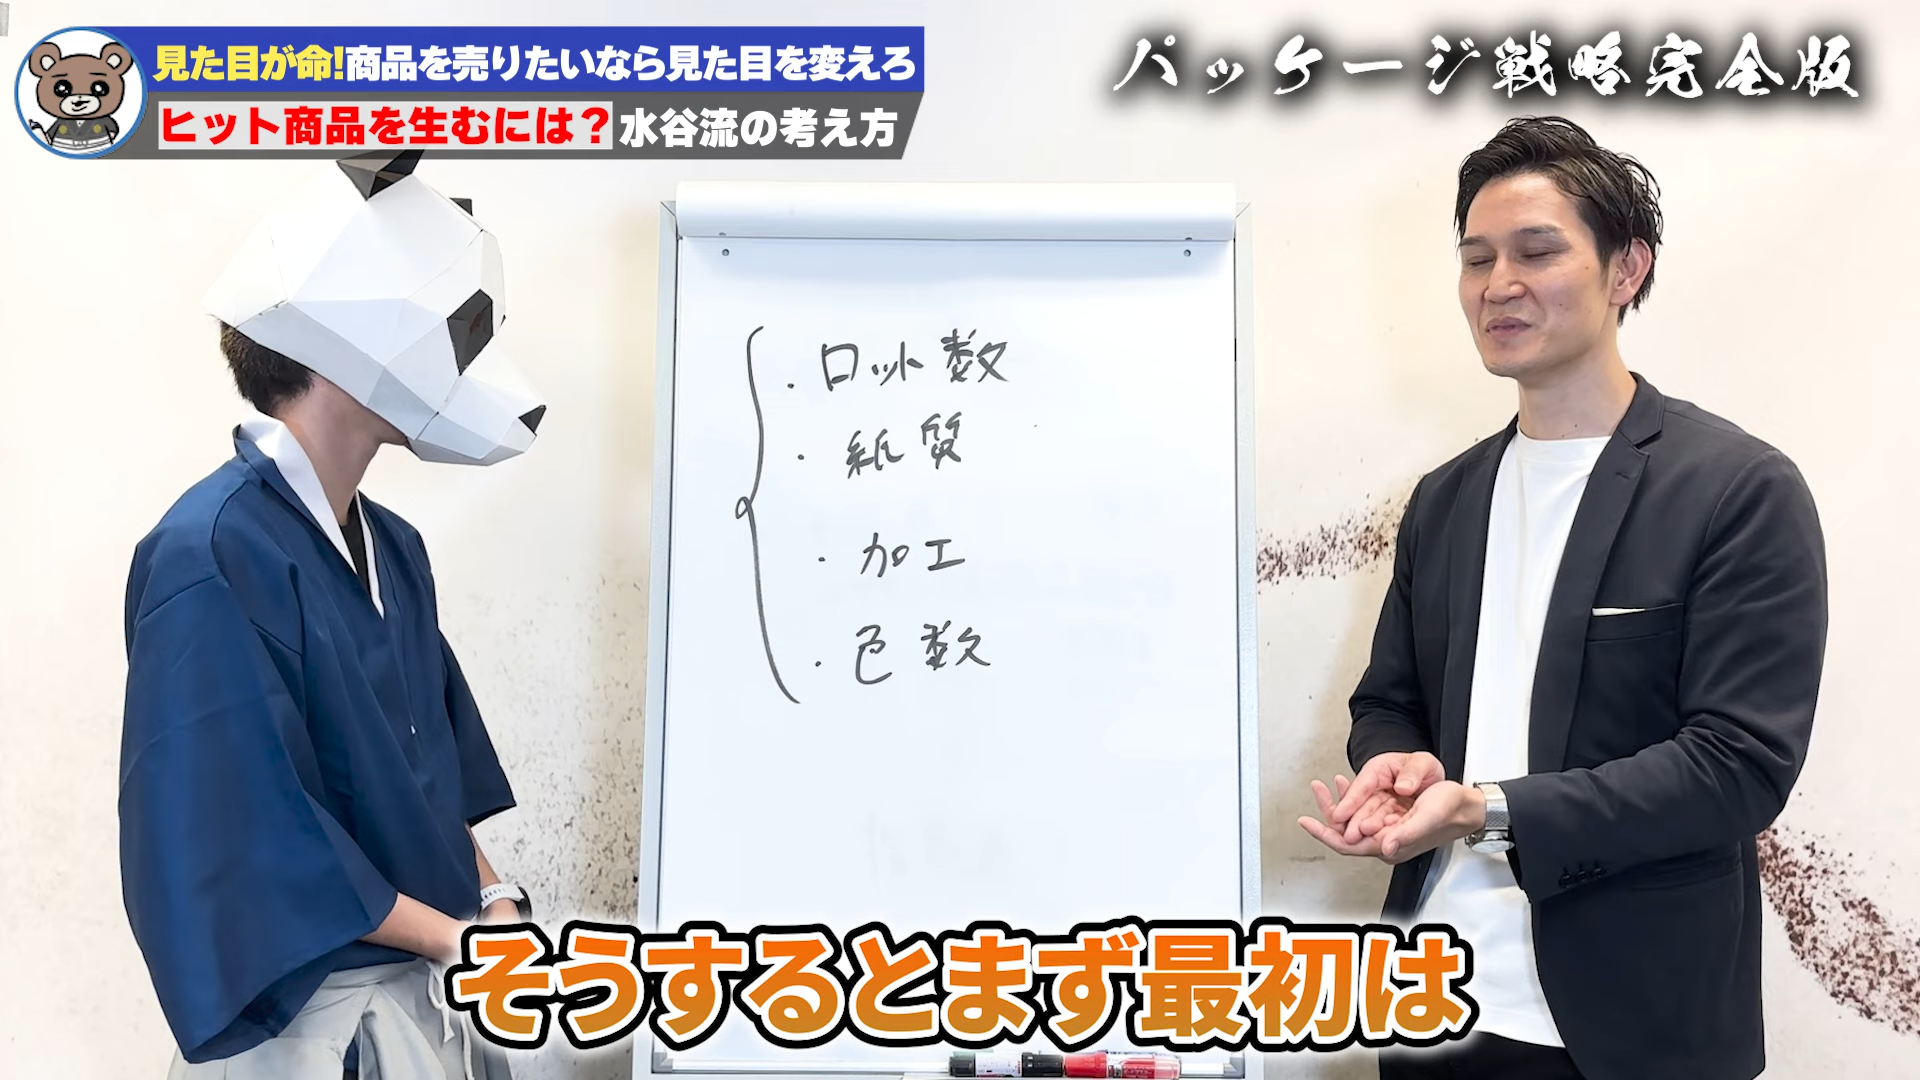 見た目が命!商品を売りたいなら見た目を変えろ
ヒット商品を生むには？水谷流の考え方
パッケージ戦略完全版
・ロット数
・紙質
・加工
・色数
そうするとまず最初は